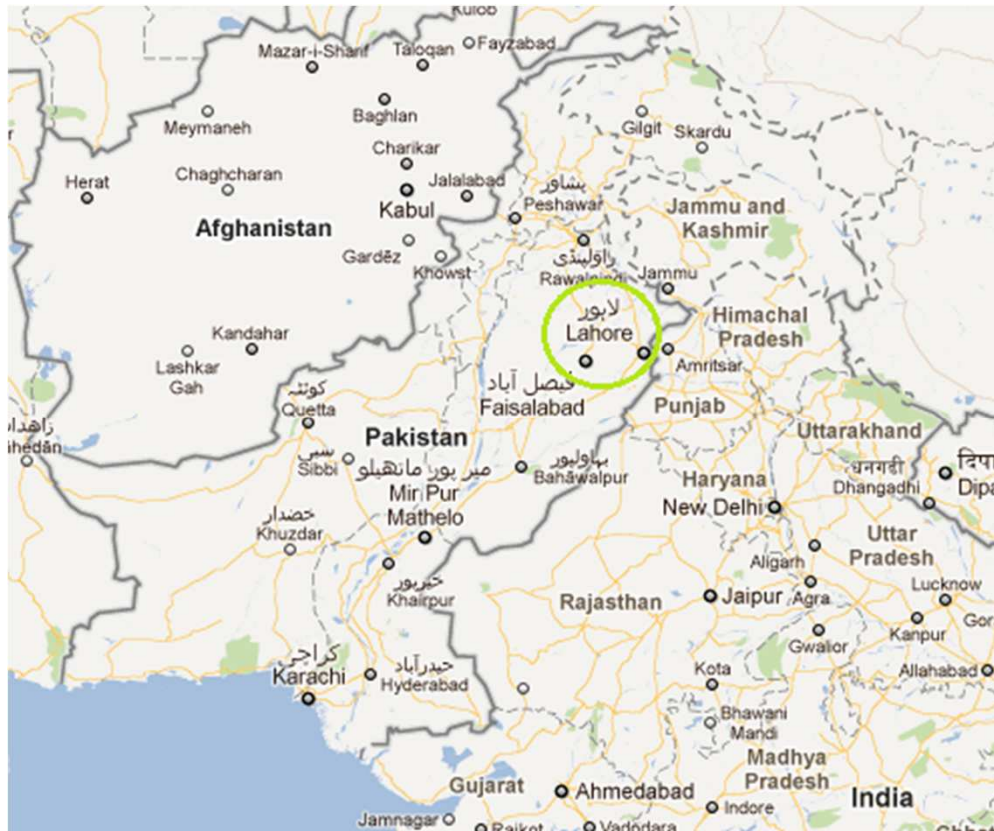 Kulob
Mazar-i-Sharif
Taloqan
Fayzabad
Meymaneh
Baghlan
Charikar
Herat
Chaghcharan
Jalalabad
Kabul
Afghanistan
Gardēz
Khowst
Gilgit
Skardu
پشاور
Peshawar
Jammu and
Kashmir
راولپنڈی
Rawalpindi
Jammu
لاہور
Lahore
Himachal
Pradesh
Kandahar
Lashkar
Gah
Amritsar
فیصل آباد
Faisalabad
Punjab
کوئٹہ
Quetta
Pakistan
Uttarakhand
سبی
Sibbi
میر پور ماتھیلو
Mir Pur
Mathelo
بہاولپور
Bahāwalpur
Haryana
New Delhi
धनगढी
Dhangadhi
خضدار
Khuzdar
Uttar
Pradesh
Aligarh
خیرپور
Khairpur
Rajasthan
Jaipur
Agra
Lucknow
Kanpur
Gwalior
کراچی
Karachi
حیدرآباد
Hyderabad
Kota
Allahabad
Bhawani
Mandi
Madhya
Pradesh
Gujarat
Ahmedabad
India
Indore
Jamnagar
Rajkot
Vadodara